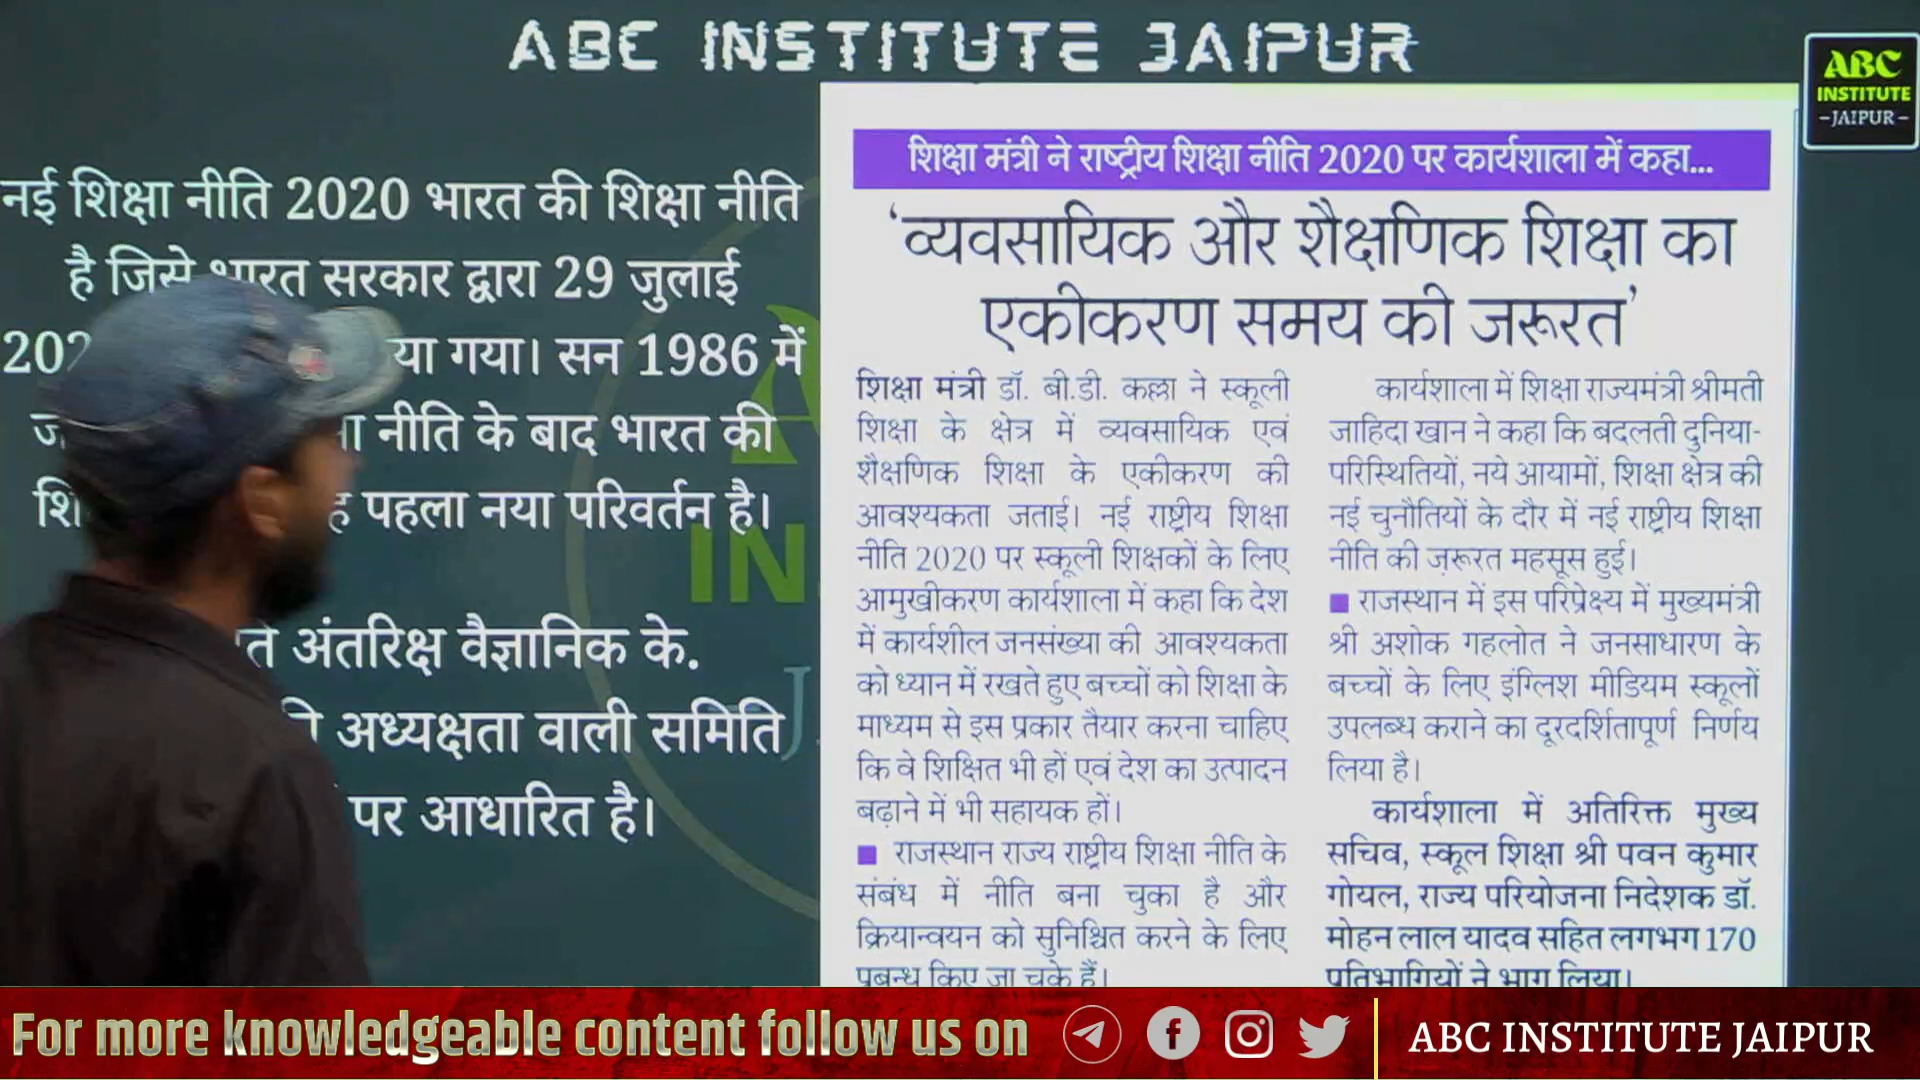 ABC INSTITUTE JAIPUR
ABC
INSTITUTE
-JAIPUR-
नई शिक्षा नीति 2020 भारत की शिक्षा नीति
है जिसे भारत सरकार द्वारा 29 जुलाई
गया। सन 1986 में
नीति के बाद भारत की
पहला नया परिवर्तन है।
अंतरिक्ष वैज्ञानिक के.
अध्यक्षता वाली समिति
पर आधारित है।
शिक्षा मंत्री ने राष्ट्रीय शिक्षा नीति 2020 पर कार्यशाला में कहा...
‘व्यवसायिक और शैक्षणिक शिक्षा का
एकीकरण समय की जरूरत’
शिक्षा मंत्री डॉ. बी.डी. कल्ला ने स्कूली
शिक्षा के क्षेत्र में व्यवसायिक एवं
शैक्षणिक शिक्षा के एकीकरण की
आवश्यकता जताई। नई राष्ट्रीय शिक्षा
नीति 2020 पर स्कूली शिक्षकों के लिए
आमुखीकरण कार्यशाला में कहा कि देश
में कार्यशील जनसंख्या की आवश्यकता
को ध्यान में रखते हुए बच्चों को शिक्षा के
माध्यम से इस प्रकार तैयार करना चाहिए
कि वे शिक्षित भी हों एवं देश का उत्पादन
बढ़ाने में भी सहायक हों।
■ राजस्थान राज्य राष्ट्रीय शिक्षा नीति के
संबंध में नीति बना चुका है और
क्रियान्वयन को सुनिश्चित करने के लिए
प्रबन्ध किए जा चुके हैं।
कार्यशाला में शिक्षा राज्यमंत्री श्रीमती
जाहिदा खान ने कहा कि बदलती दुनिया-
परिस्थितियों, नये आयामों, शिक्षा क्षेत्र की
नई चुनौतियों के दौर में नई राष्ट्रीय शिक्षा
नीति की ज़रूरत महसूस हुई।
■ राजस्थान में इस परिप्रेक्ष्य में मुख्यमंत्री
श्री अशोक गहलोत ने जनसाधारण के
बच्चों के लिए इंग्लिश मीडियम स्कूलों
उपलब्ध कराने का दूरदर्शितापूर्ण निर्णय
लिया है।
कार्यशाला में अतिरिक्त मुख्य
सचिव, स्कूल शिक्षा श्री पवन कुमार
गोयल, राज्य परियोजना निदेशक डॉ.
मोहन लाल यादव सहित लगभग 170
प्रतिभागियों ने भाग लिया।
For more knowledgeable content follow us on
ABC INSTITUTE JAIPUR